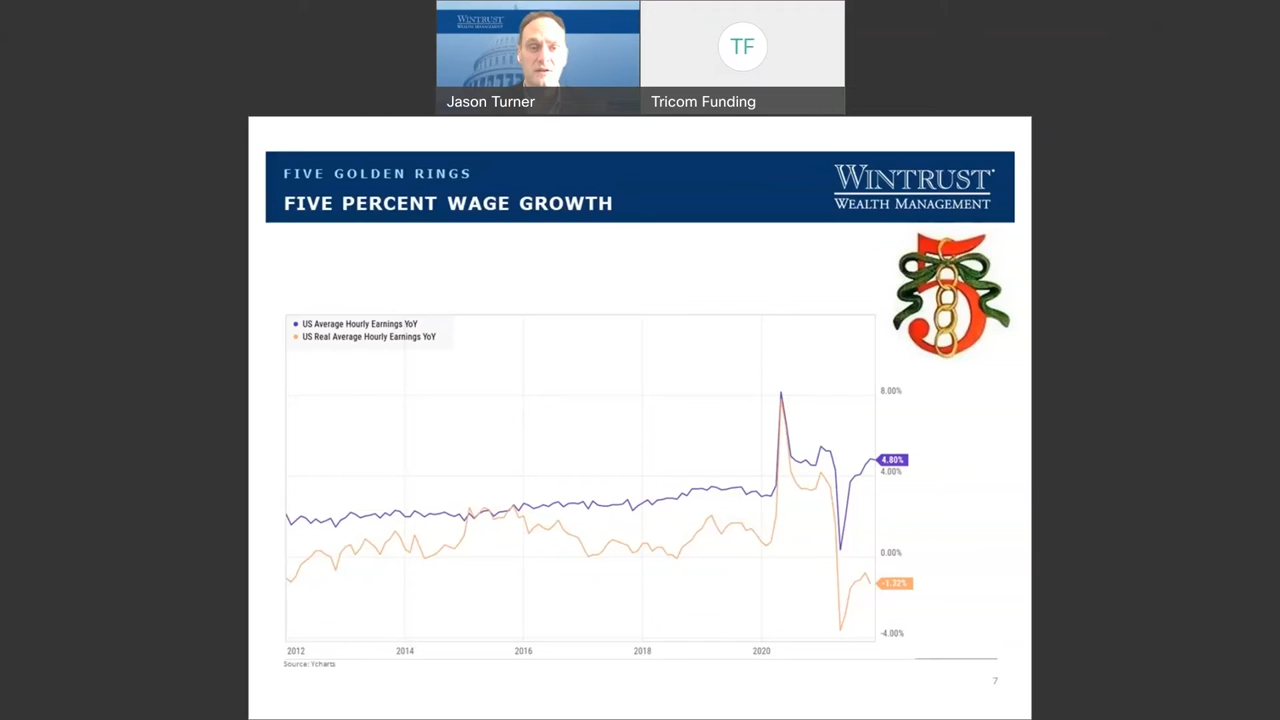 WINTRUST
WEALTH MANAGEMENT
TF
Jason Turner
Tricom Funding
FIVE GOLDEN RINGS
FIVE PERCENT WAGE GROWTH
WINTRUST
WEALTH MANAGEMENT
5
US Average Hourly Earnings YoY
US Real Average Hourly Earnings YoY
8.00%
4.80%
4.00%
0.00%
-1.32%
-4.00%
2012
2014
2016
2018
2020
Source: Ycharts
7